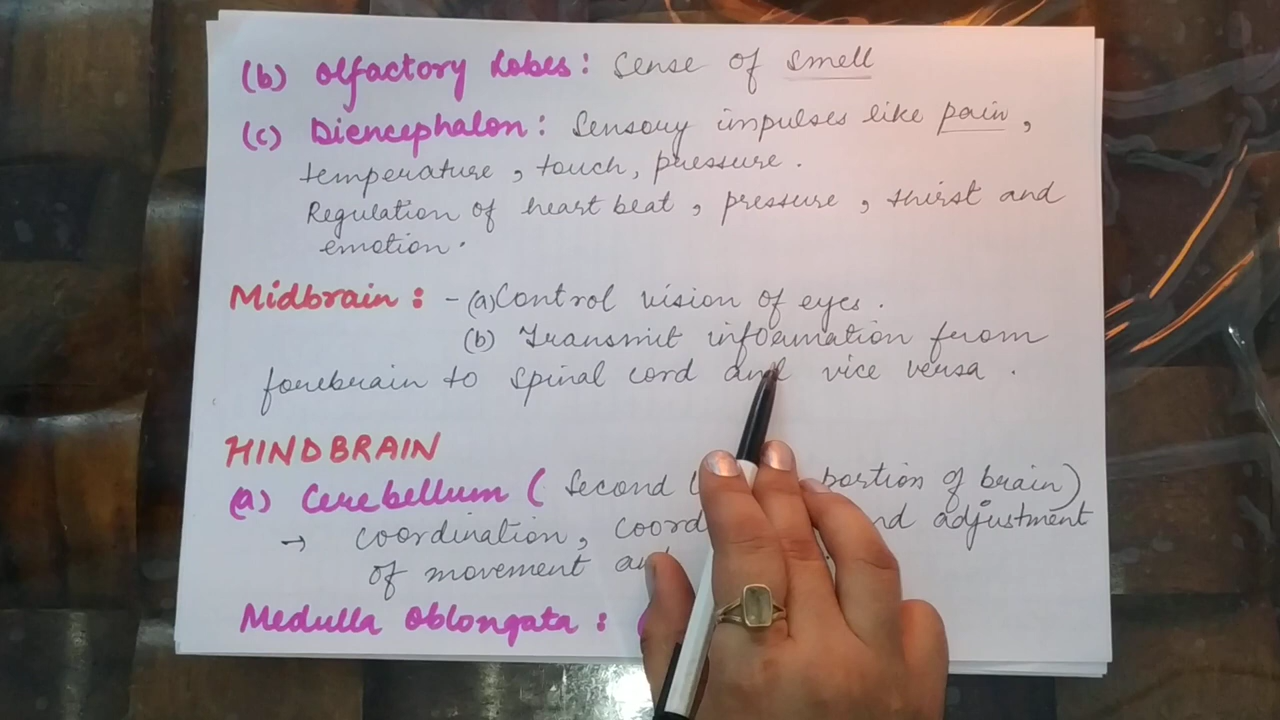 (b) Olfactory Lobes: Sense of smell
(c) Diencephalon: Sensory impulses like pain,
temperature, touch, pressure.
Regulation of heart beat, pressure, thirst and
emotion.
Midbrain: - (a) Control vision of eyes.
(b) Transmit information from
forebrain to spinal cord and vice versa.
HINDBRAIN
(a) Cerebellum (Second portion of brain)
→ coordination, and adjustment
of movement
Medulla Oblongata: